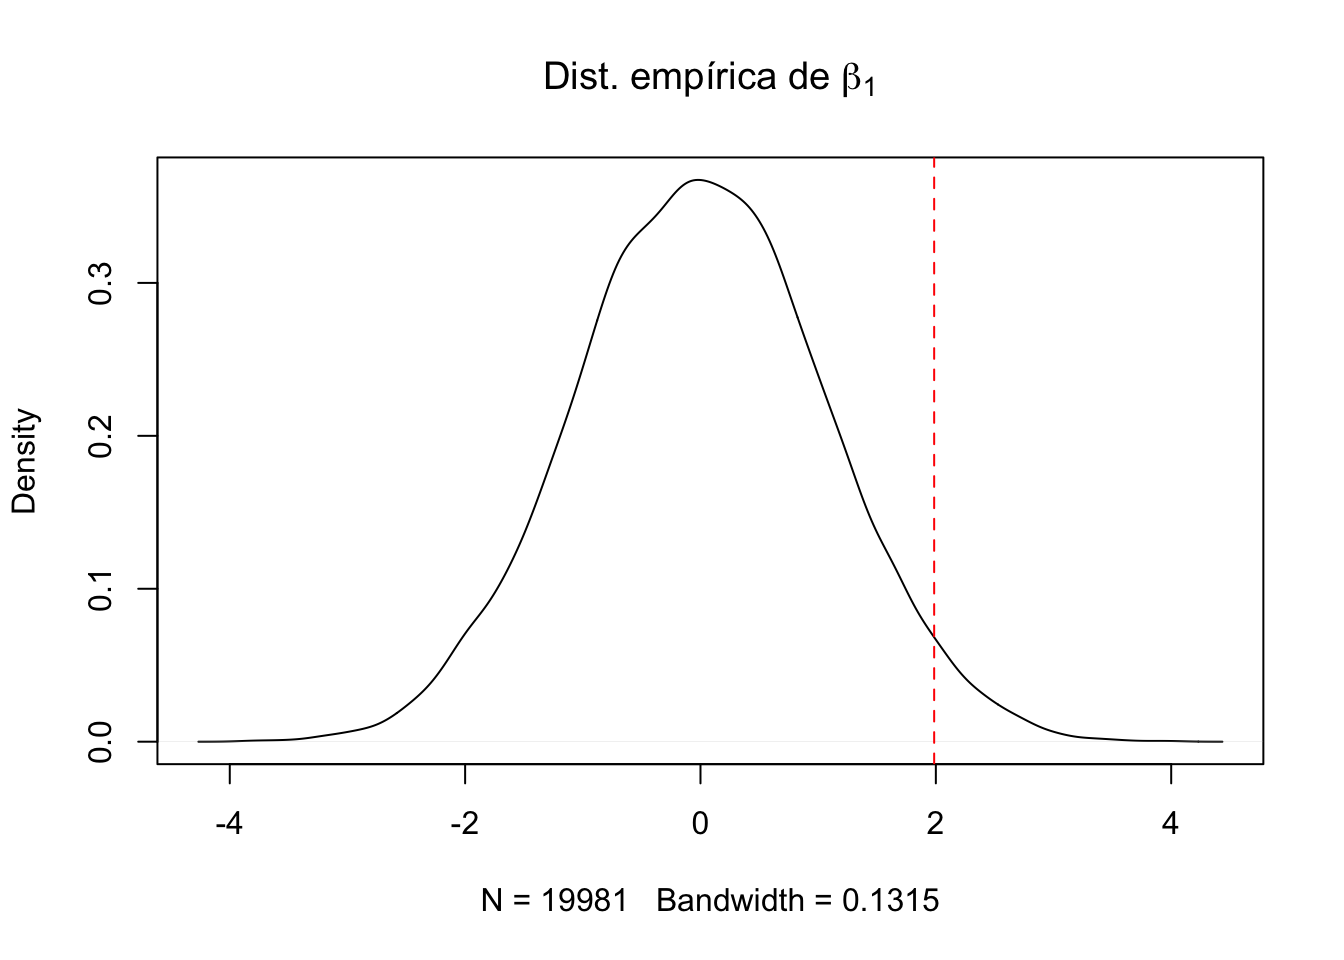 Dist. empírica de β1
Density
0.3
0.2
0.1
0.0
-4 -2 0 2 4
N = 19981 Bandwidth = 0.1315